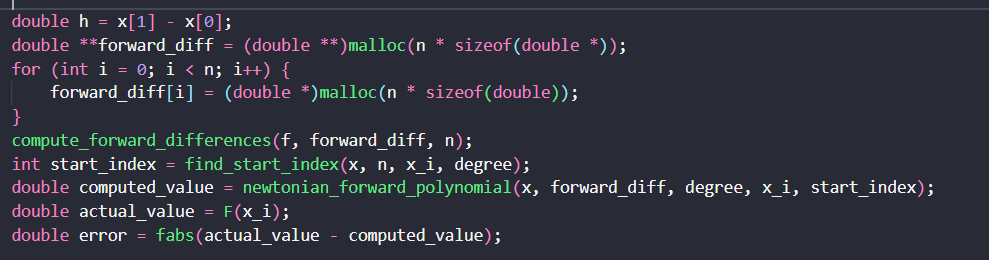 double h = x[1] - x[0];
double **forward_diff = (double **)malloc(n * sizeof(double *));
for (int i = 0; i < n; i++) {
    forward_diff[i] = (double *)malloc(n * sizeof(double));
}
compute_forward_differences(f, forward_diff, n);
int start_index = find_start_index(x, n, x_i, degree);
double computed_value = newtonian_forward_polynomial(x, forward_diff, degree, x_i, start_index);
double actual_value = F(x_i);
double error = fabs(actual_value - computed_value);